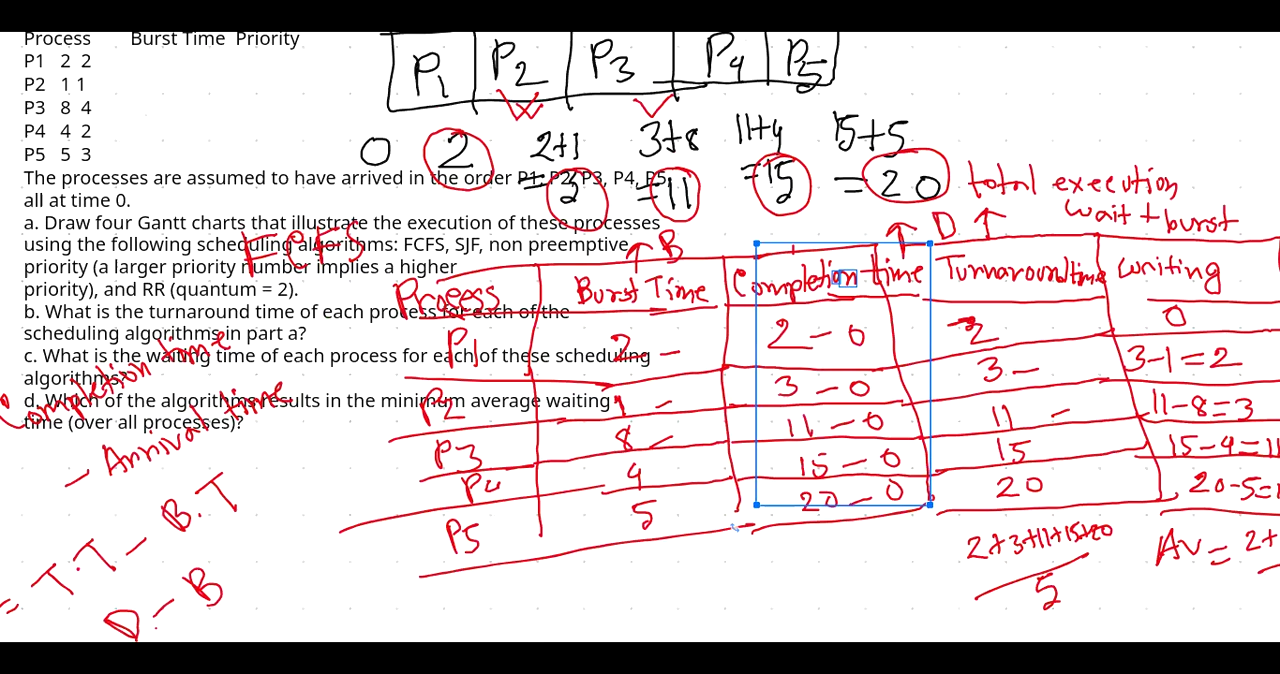 Process Burst Time Priority
P1 2 2
P2 1 1
P3 8 4
P4 4 2
P5 5 3
The processes are assumed to have arrived in the order P1, P2, P3, P4, P5,
all at time 0.
a. Draw four Gantt charts that illustrate the execution of these processes
using the following scheduling algorithms: FCFS, SJF, non preemptive
priority (a larger priority number implies a higher
priority), and RR (quantum = 2).
b. What is the turnaround time of each process for each of the
scheduling algorithms in part a?
c. What is the waiting time of each process for each of these scheduling
algorithms?
d. Which of the algorithms results in the minimum average waiting
time (over all processes)?
P1 P2 P3 P4 P5
0 2 2+1 3+8 11+4 15+5
=3 =11 =15 =20
total execution
wait + burst
FCFS
B D
Process Burst Time Completion time Turnaround time waiting
P1 2 - 2 - 0 2 0
P2 1 - 3 - 0 3 - 3-1=2
P3 8 - 11 - 0 11 - 11-8=3
P4 4 15 - 0 15 15-4=11
P5 5 20 - 0 20 20-5=
2+3+11+15+20
5
Av = 2+
Completion time
- Arrival time
= T.T - B.T
D - B